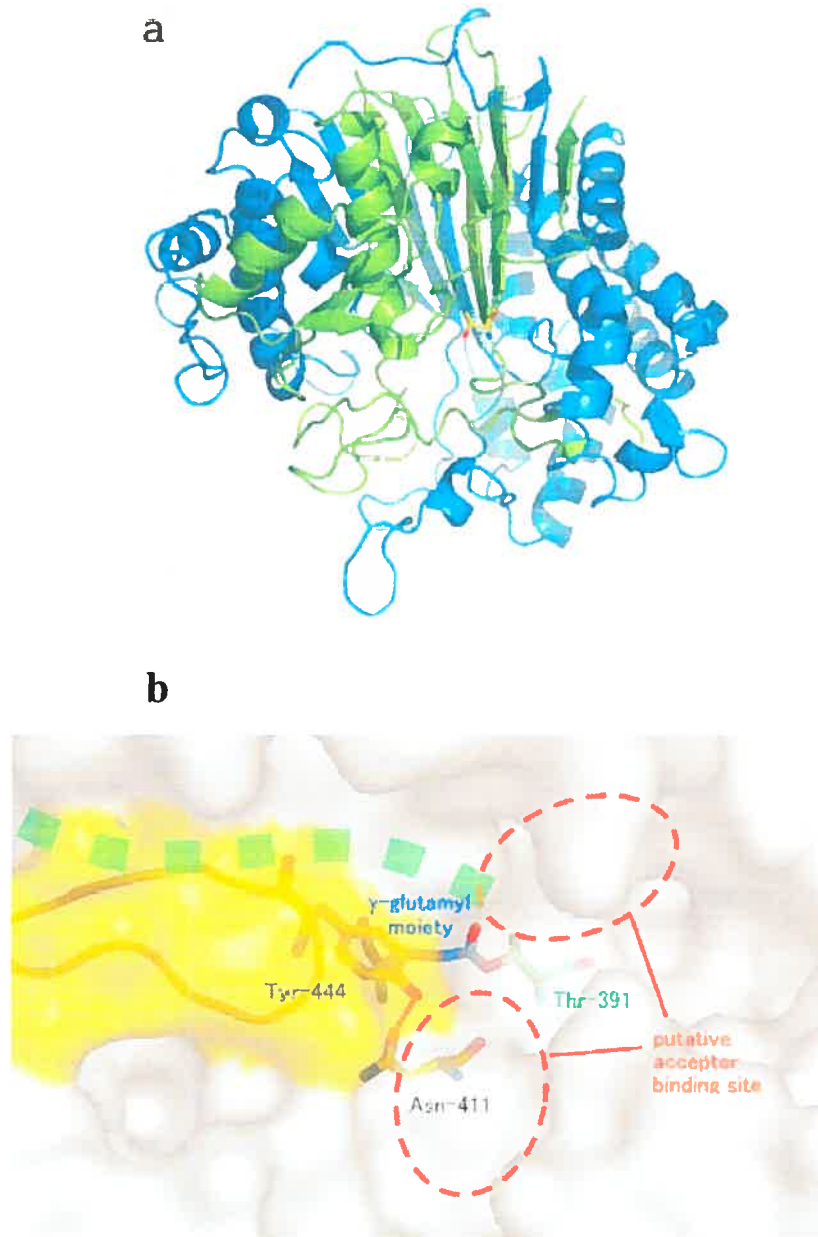 a
b
γ-glutamyl
moiety
Tyr-444
Thr-391
putative
accepter
binding site
Asn-411